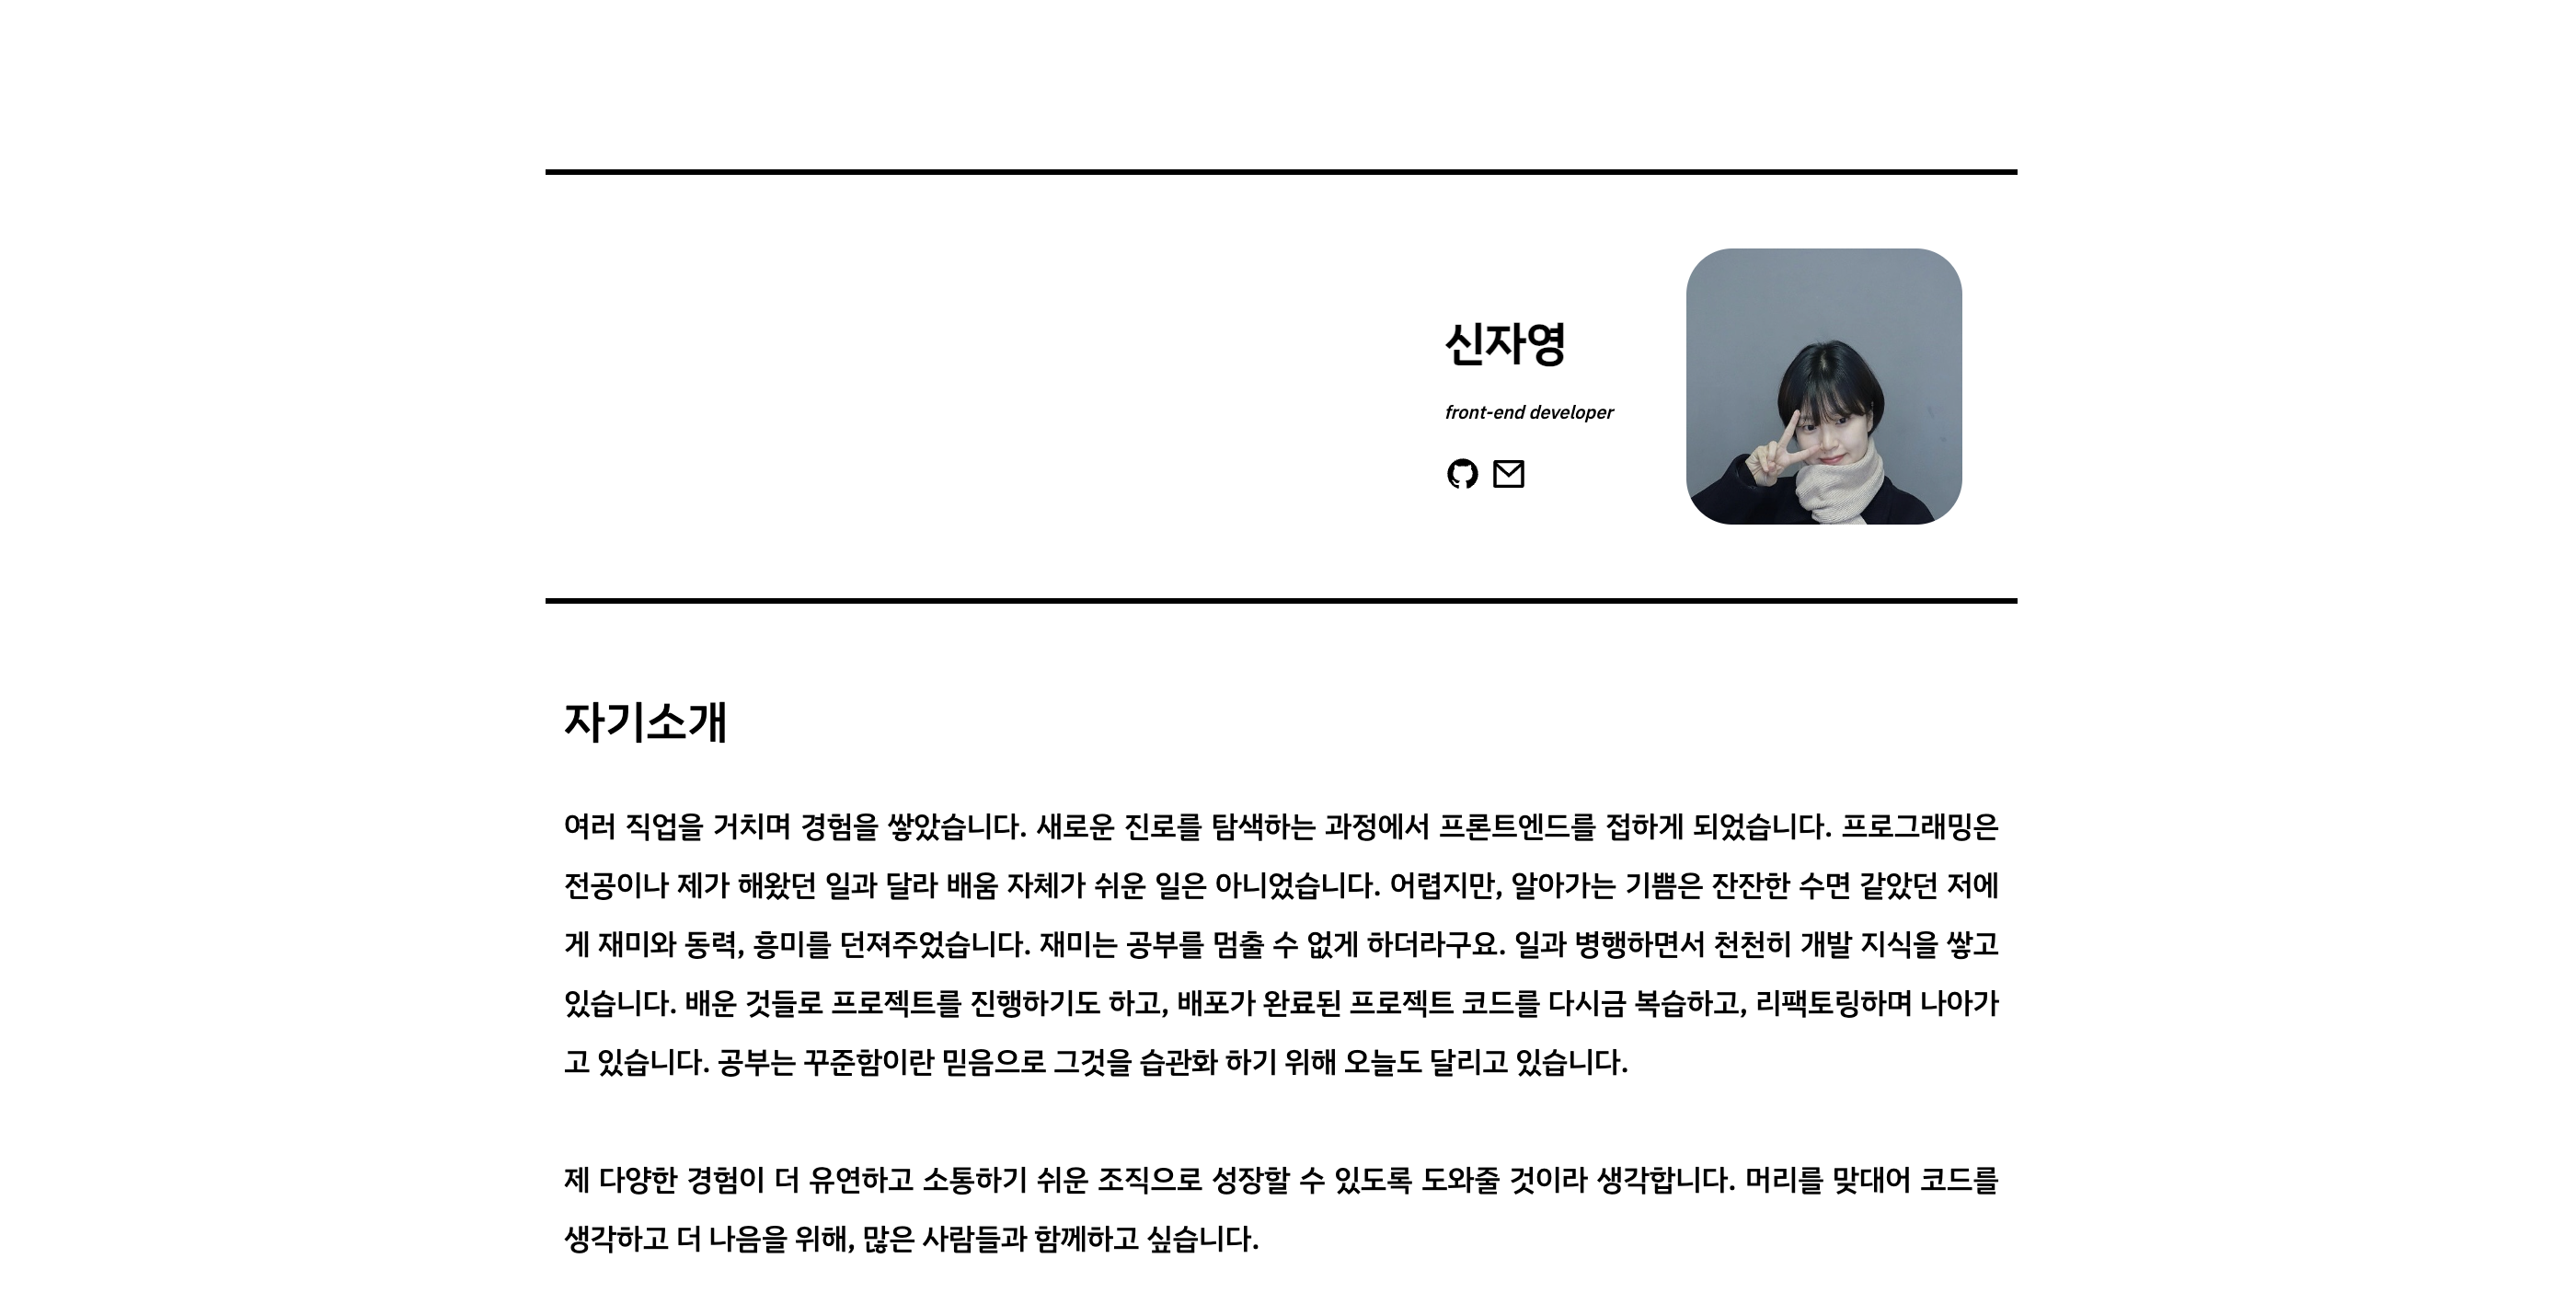 신자영
front-end developer
자기소개
여러 직업을 거치며 경험을 쌓았습니다. 새로운 진로를 탐색하는 과정에서 프론트엔드를 접하게 되었습니다. 프로그래밍은
전공이나 제가 해왔던 일과 달라 배움 자체가 쉬운 일은 아니었습니다. 어렵지만, 알아가는 기쁨은 잔잔한 수면 같았던 저에
게 재미와 동력, 흥미를 던져주었습니다. 재미는 공부를 멈출 수 없게 하더라구요. 일과 병행하면서 천천히 개발 지식을 쌓고
있습니다. 배운 것들로 프로젝트를 진행하기도 하고, 배포가 완료된 프로젝트 코드를 다시금 복습하고, 리팩토링하며 나아가
고 있습니다. 공부는 꾸준함이란 믿음으로 그것을 습관화 하기 위해 오늘도 달리고 있습니다.
제 다양한 경험이 더 유연하고 소통하기 쉬운 조직으로 성장할 수 있도록 도와줄 것이라 생각합니다. 머리를 맞대어 코드를
생각하고 더 나음을 위해, 많은 사람들과 함께하고 싶습니다.